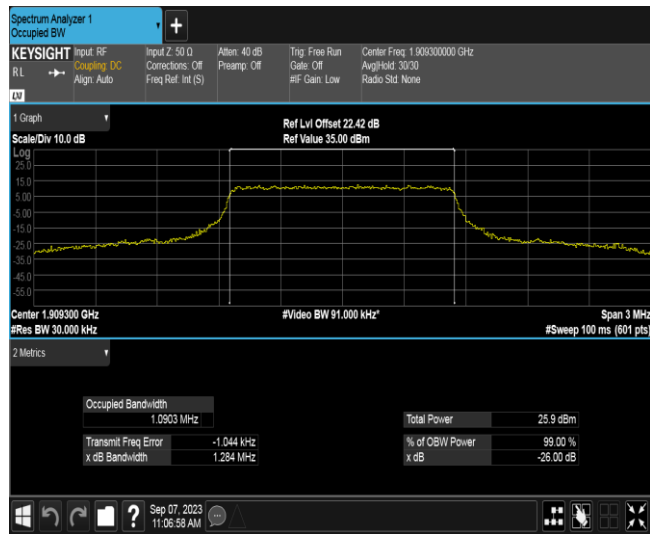 Spectrum Analyzer 1
Occupied BW
+
KEYSIGHT
RL
LXI
Input: RF
Coupling: DC
Align: Auto
Input Z: 50 Ω
Corrections: Off
Freq Ref: Int (S)
Atten: 40 dB
Preamp: Off
Trig: Free Run
Gate: Off
#IF Gain: Low
Center Freq: 1.909300000 GHz
Avg|Hold: 30/30
Radio Std: None
1 Graph
Scale/Div 10.0 dB
Ref Lvl Offset 22.42 dB
Ref Value 35.00 dBm
Log
25.0
15.0
5.00
-5.00
-15.0
-25.0
-35.0
-45.0
-55.0
Center 1.909300 GHz
#Video BW 91.000 kHz*
Span 3 MHz
#Res BW 30.000 kHz
#Sweep 100 ms (601 pts)
2 Metrics
Occupied Bandwidth
1.0903 MHz
Total Power 25.9 dBm
Transmit Freq Error -1.044 kHz
% of OBW Power 99.00 %
x dB Bandwidth 1.284 MHz
x dB -26.00 dB
?
Sep 07, 2023
11:06:58 AM